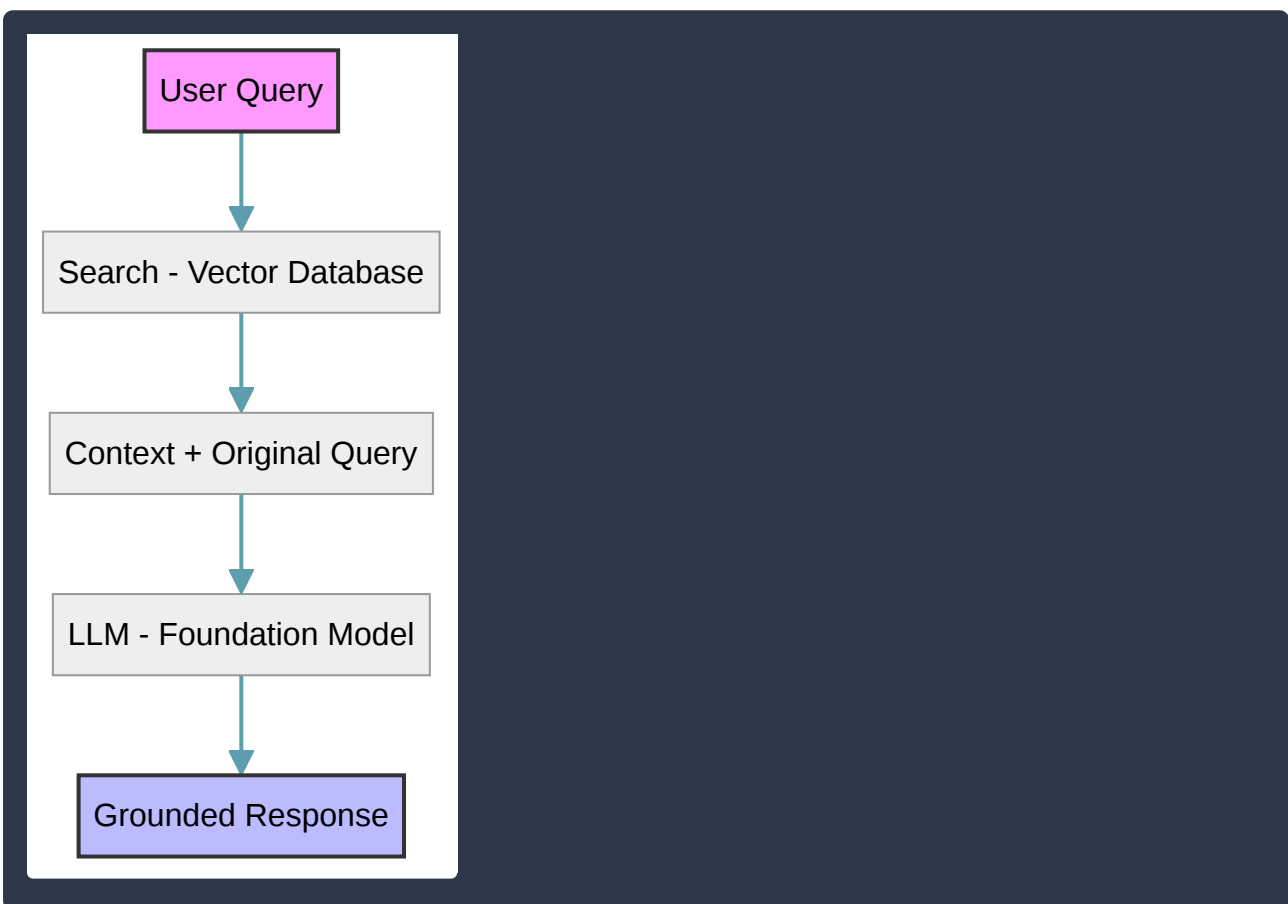 User Query
Search - Vector Database
Context + Original Query
LLM - Foundation Model
Grounded Response